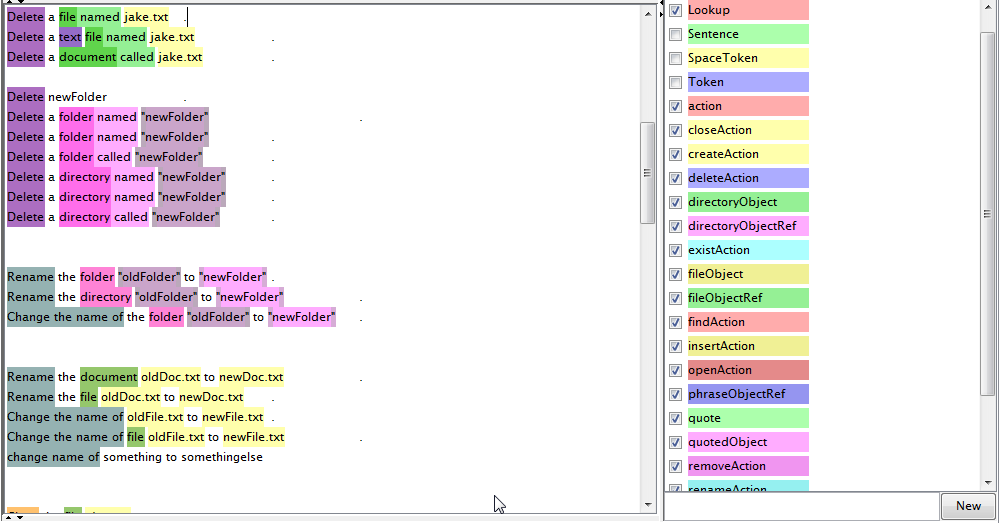 Delete a file named jake.txt .
Delete a text file named jake.txt .
Delete a document called jake.txt .
Delete newFolder .
Delete a folder named "newFolder" .
Delete a folder named "newFolder" .
Delete a folder called "newFolder" .
Delete a directory named "newFolder" .
Delete a directory named "newFolder" .
Delete a directory called "newFolder" .
Rename the folder "oldFolder" to "newFolder" .
Rename the directory "oldFolder" to "newFolder" .
Change the name of the folder "oldFolder" to "newFolder" .
Rename the document oldDoc.txt to newDoc.txt .
Rename the file oldDoc.txt to newDoc.txt .
Change the name of oldFile.txt to newFile.txt .
Change the name of file oldFile.txt to newFile.txt .
change name of something to somethingelse
Lookup
Sentence
SpaceToken
Token
action
closeAction
createAction
deleteAction
directoryObject
directoryObjectRef
existAction
fileObject
fileObjectRef
findAction
insertAction
openAction
phraseObjectRef
quote
quotedObject
removeAction
renameAction
New